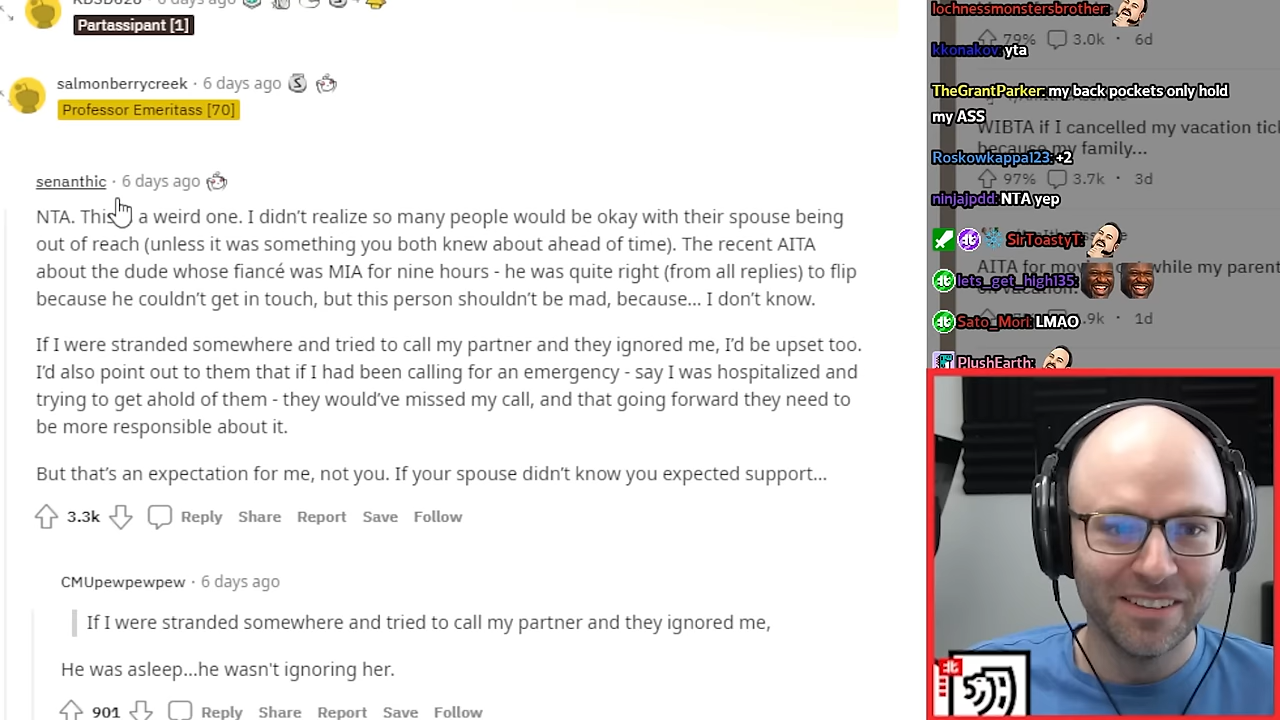 6 days ago
Partassipant [1]
salmonberrycreek · 6 days ago
Professor Emeritass [70]
senanthic · 6 days ago
NTA. This a weird one. I didn't realize so many people would be okay with their spouse being
out of reach (unless it was something you both knew about ahead of time). The recent AITA
about the dude whose fiancé was MIA for nine hours - he was quite right (from all replies) to flip
because he couldn't get in touch, but this person shouldn't be mad, because... I don't know.
If I were stranded somewhere and tried to call my partner and they ignored me, I'd be upset too.
I'd also point out to them that if I had been calling for an emergency - say I was hospitalized and
trying to get ahold of them - they would've missed my call, and that going forward they need to
be more responsible about it.
But that's an expectation for me, not you. If your spouse didn't know you expected support...
3.3k Reply Share Report Save Follow
CMUpewpewpew · 6 days ago
If I were stranded somewhere and tried to call my partner and they ignored me,
He was asleep...he wasn't ignoring her.
901 Reply Share Report Save Follow
lochnessmonstersbrother:
79% 3.0k · 6d
kkonakov: yta
TheGrantParker: my back pockets only hold
my ASS
WIBTA if I cancelled my vacation
because my family...
Roskowkappa123: +2
97% 3.7k · 3d
ninjajpdd: NTA yep
SirToastyT:
AITA for while my
lets_get_high135:
Sato_Mori: LMAO
1d
PlushEarth: